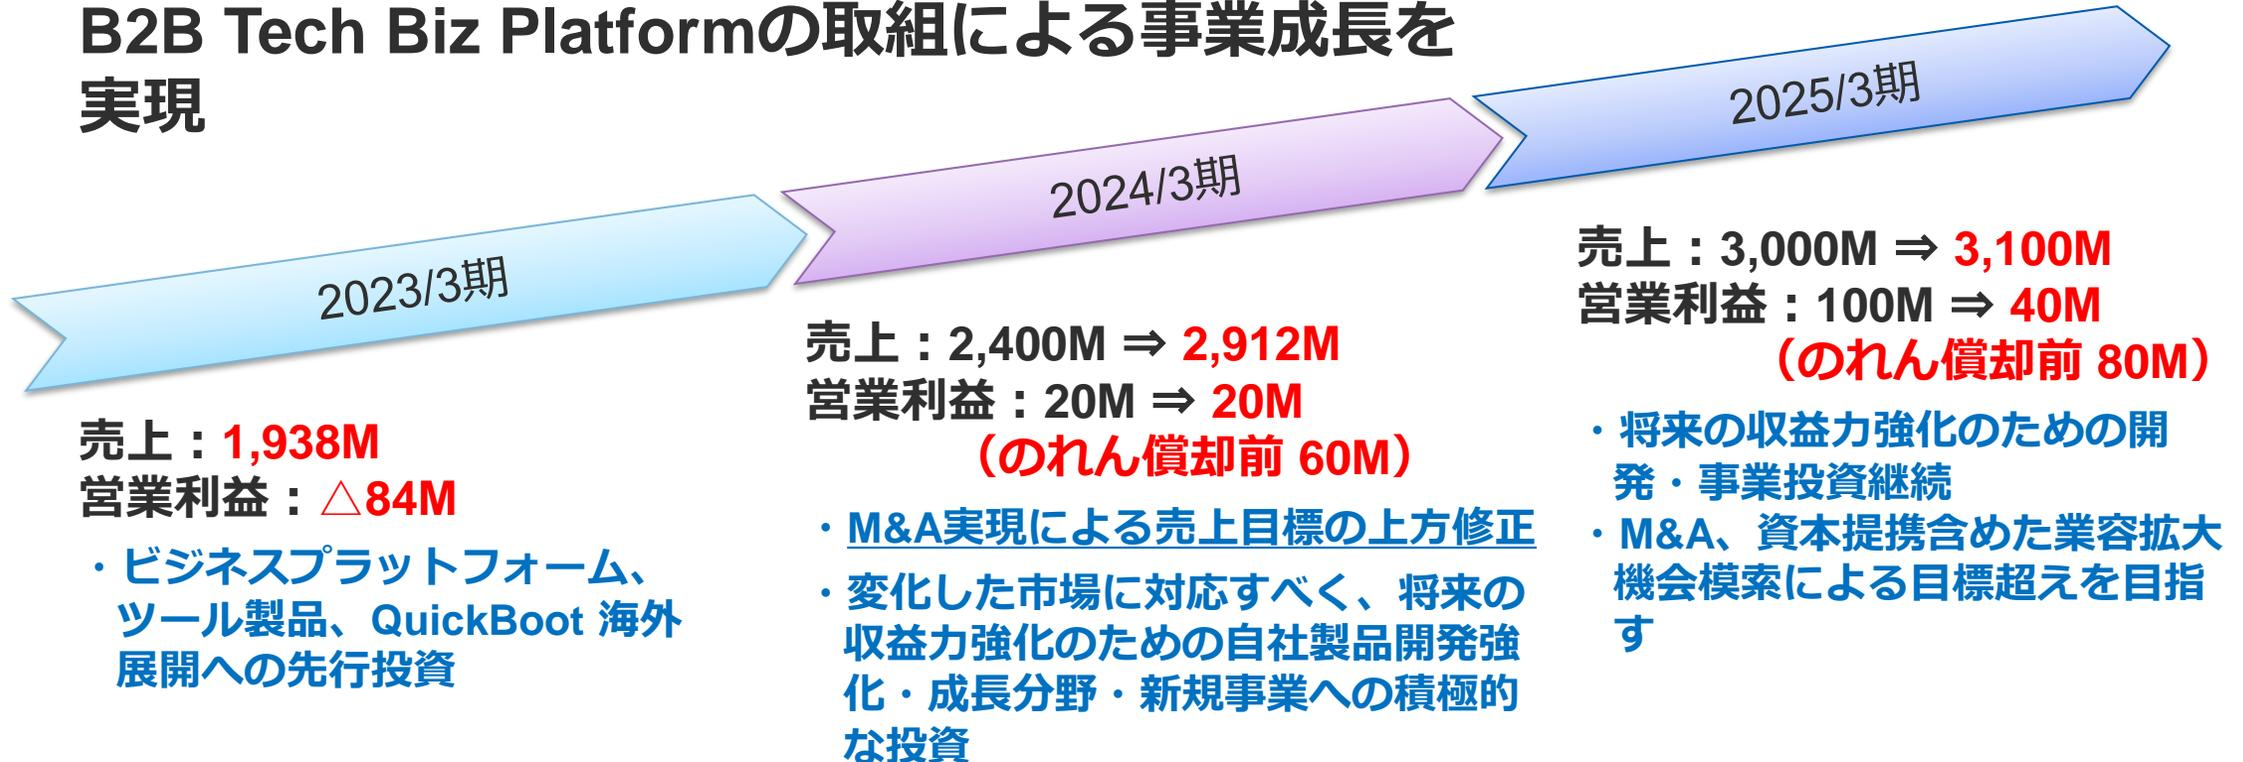 B2B Tech Biz Platformの取組による事業成長を
実現
2023/3期
売上：1,938M
営業利益：△84M
・ビジネスプラットフォーム、
ツール製品、QuickBoot 海外
展開への先行投資
2024/3期
売上：2,400M ⇒ 2,912M
営業利益：20M ⇒ 20M
（のれん償却前 60M）
・M&A実現による売上目標の上方修正
・変化した市場に対応すべく、将来の
収益力強化のための自社製品開発強
化・成長分野・新規事業への積極的
な投資
2025/3期
売上：3,000M ⇒ 3,100M
営業利益：100M ⇒ 40M
（のれん償却前 80M）
・将来の収益力強化のための開
発・事業投資継続
・M&A、資本提携含めた業容拡大
機会模索による目標超えを目指
す